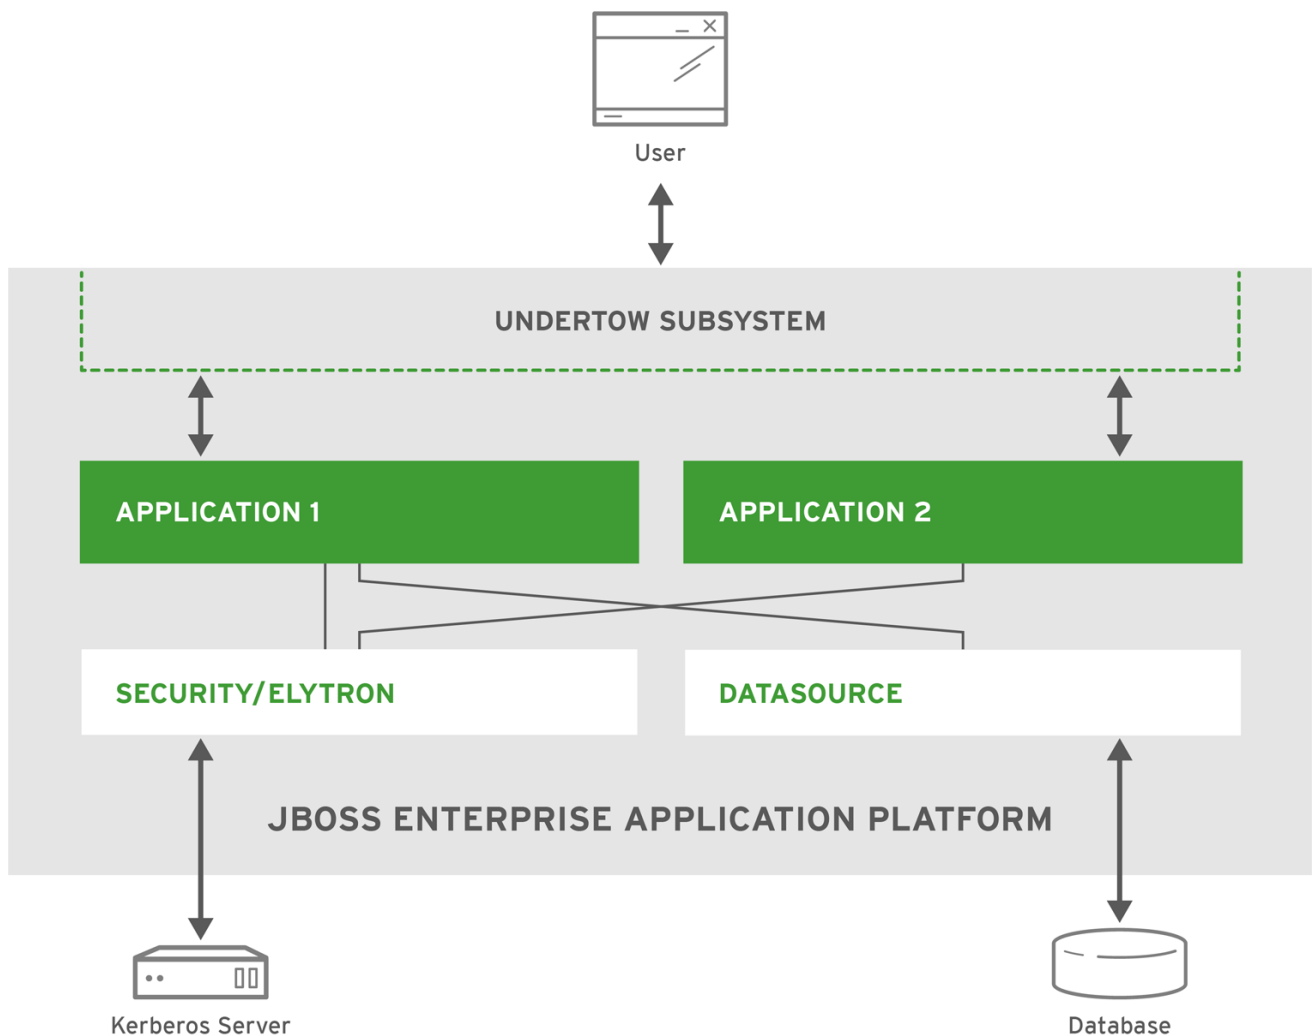 User
UNDERTOW SUBSYSTEM
APPLICATION 1
APPLICATION 2
SECURITY/ELYTRON
DATASOURCE
JBOSS ENTERPRISE APPLICATION PLATFORM
Kerberos Server
Database